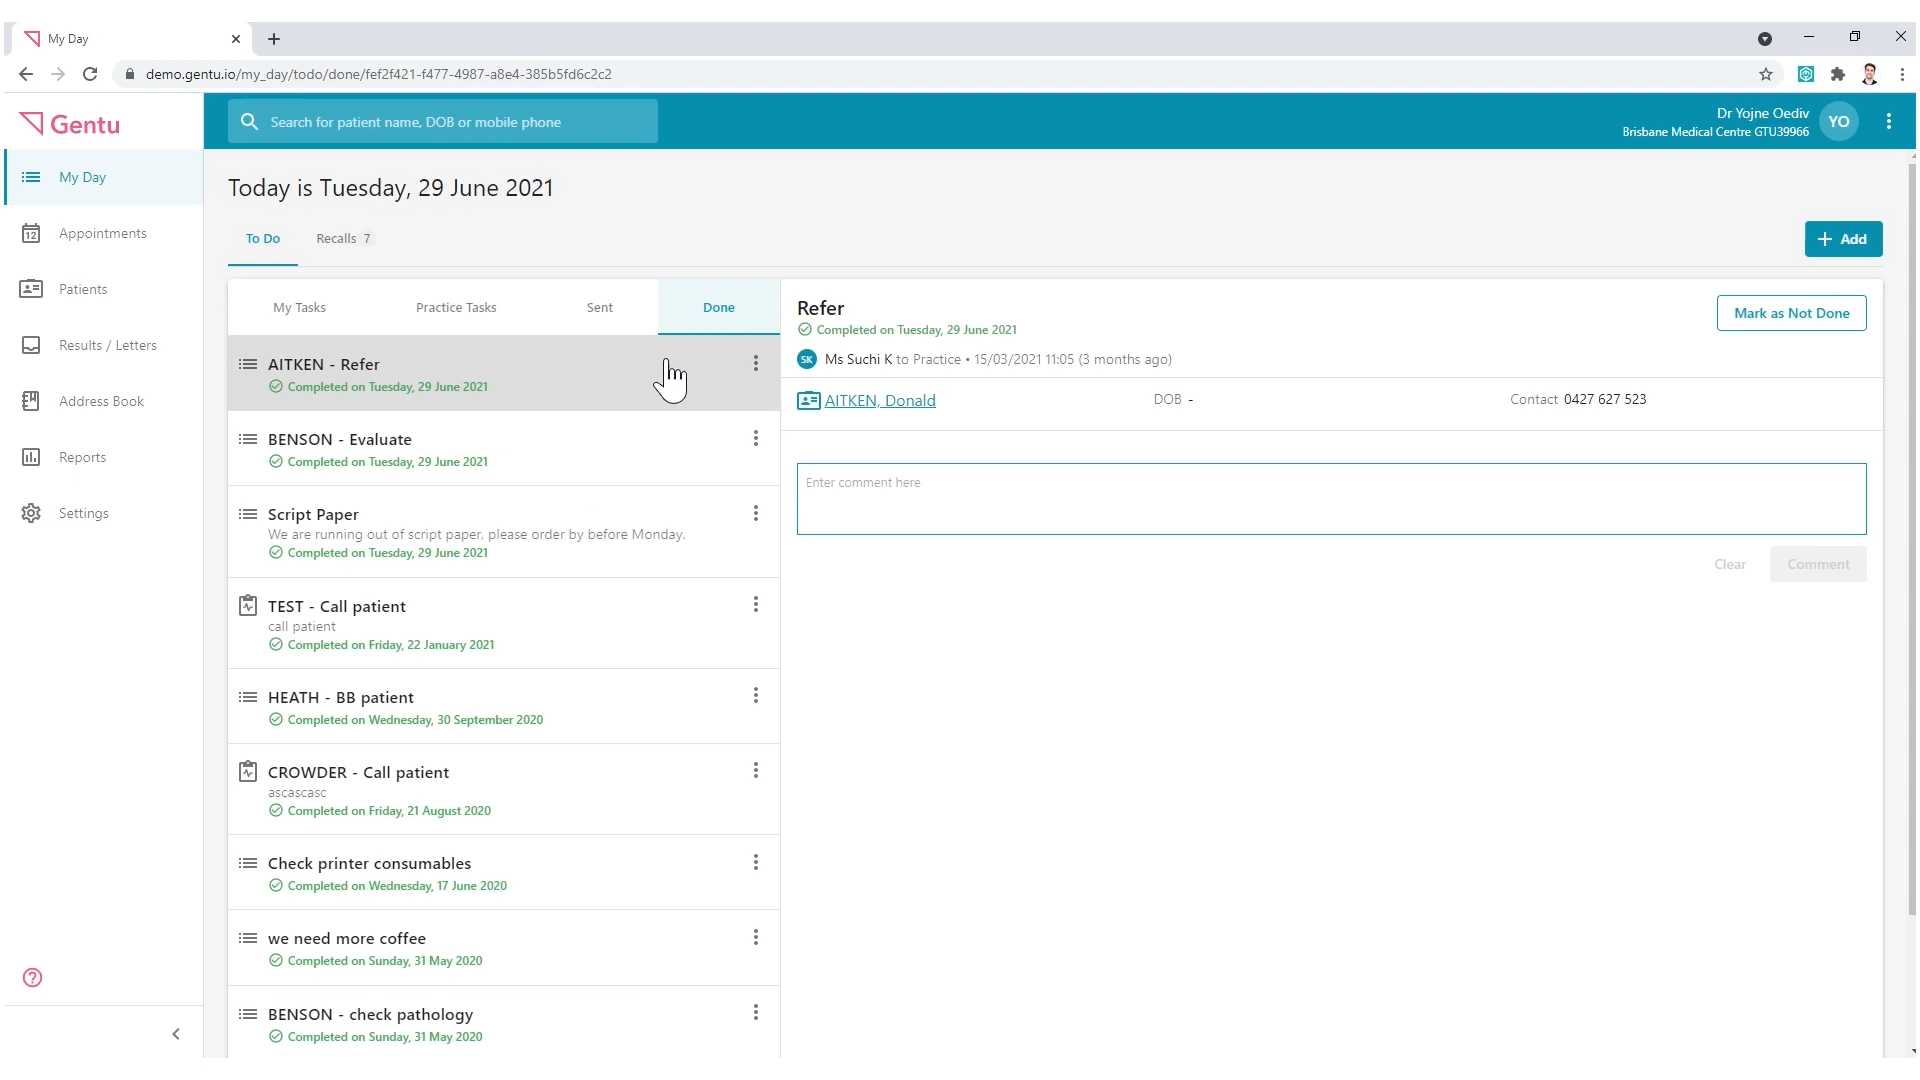 My Day
demo.gentu.io/my_day/todo/done/fef2f421-f477-4987-a8e4-385b5fd6c2c2
Gentu
Search for patient name, DOB or mobile phone
Dr Yojne Oediv
Brisbane Medical Centre GTU39966
YO
My Day
12
Appointments
Patients
Results / Letters
Address Book
Reports
Settings
Today is Tuesday, 29 June 2021
To Do
Recalls 7
+ Add
My Tasks
Practice Tasks
Sent
Done
AITKEN - Refer
Completed on Tuesday, 29 June 2021
BENSON - Evaluate
Completed on Tuesday, 29 June 2021
Script Paper
We are running out of script paper, please order by before Monday.
Completed on Tuesday, 29 June 2021
TEST - Call patient
call patient
Completed on Friday, 22 January 2021
HEATH - BB patient
Completed on Wednesday, 30 September 2020
CROWDER - Call patient
ascascasc
Completed on Friday, 21 August 2020
Check printer consumables
Completed on Wednesday, 17 June 2020
we need more coffee
Completed on Sunday, 31 May 2020
BENSON - check pathology
Completed on Sunday, 31 May 2020
Refer
Completed on Tuesday, 29 June 2021
Mark as Not Done
SK Ms Suchi K to Practice • 15/03/2021 11:05 (3 months ago)
AITKEN, Donald
DOB -
Contact 0427 627 523
Enter comment here
Clear
Comment